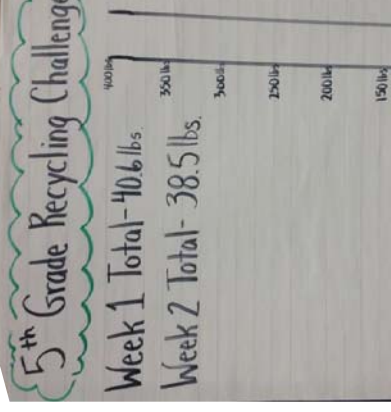 5th Grade Recycling Challenge
Week 1 Total-40.6 lbs.
Week 2 Total- 38.5 lbs.
400 lbs
350 lbs
300 lbs
250 lbs
200 lbs
150 lbs